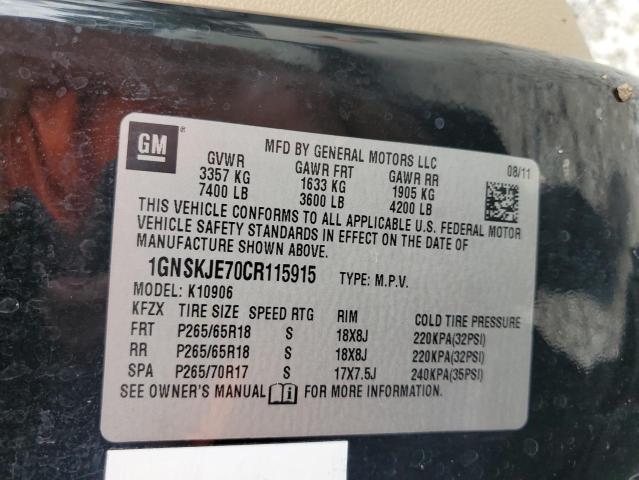 GM ®
MFD BY GENERAL MOTORS LLC
GVWR GAWR FRT GAWR RR 08/11
3357 KG 1633 KG 1905 KG
7400 LB 3600 LB 4200 LB
THIS VEHICLE CONFORMS TO ALL APPLICABLE U.S. FEDERAL MOTOR
VEHICLE SAFETY STANDARDS IN EFFECT ON THE DATE OF
MANUFACTURE SHOWN ABOVE.
1GNSKJE70CR115915 TYPE: M.P.V.
MODEL: K10906
KFZX TIRE SIZE SPEED RTG RIM COLD TIRE PRESSURE
FRT P265/65R18 S 18X8J 220KPA(32PSI)
RR P265/65R18 S 18X8J 220KPA(32PSI)
SPA P265/70R17 S 17X7.5J 240KPA(35PSI)
SEE OWNER'S MANUAL i FOR MORE INFORMATION.